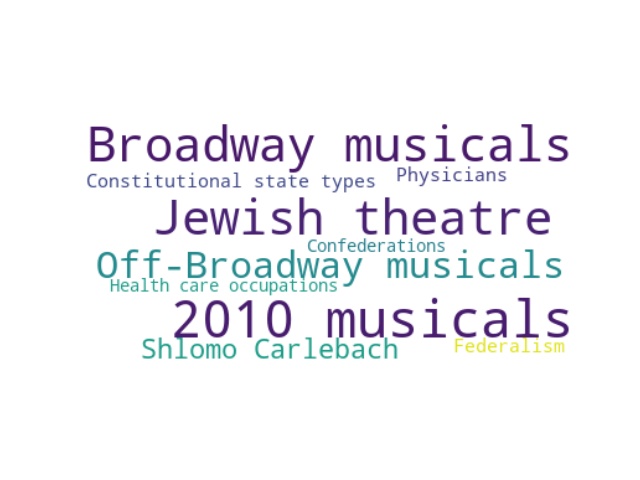 Broadway musicals
Constitutional state types
Physicians
Jewish theatre
Confederations
Off-Broadway musicals
Health care occupations
2010 musicals
Shlomo Carlebach
Federalism